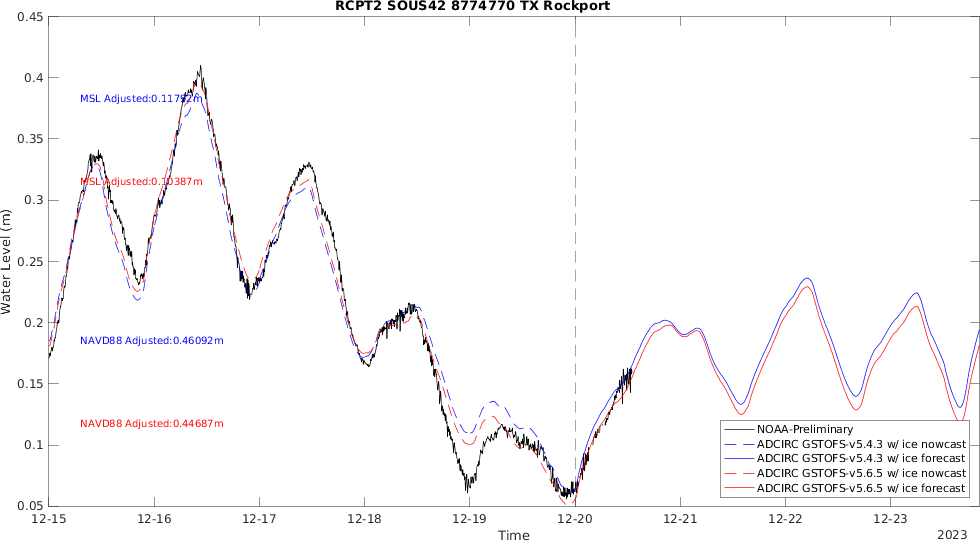 RCPT2 SOUS42 8774770 TX Rockport
0.45
0.4
0.35
0.3
0.25
0.2
0.15
0.1
0.05
Water Level (m)
MSL Adjusted:0.11792m
MSL Adjusted:0.10387m
NAVD88 Adjusted:0.46092m
NAVD88 Adjusted:0.44687m
NOAA-Preliminary
ADCIRC GSTOFS-v5.4.3 w/ ice nowcast
ADCIRC GSTOFS-v5.4.3 w/ ice forecast
ADCIRC GSTOFS-v5.6.5 w/ ice nowcast
ADCIRC GSTOFS-v5.6.5 w/ ice forecast
12-15 12-16 12-17 12-18 12-19 12-20 12-21 12-22 12-23
Time
2023